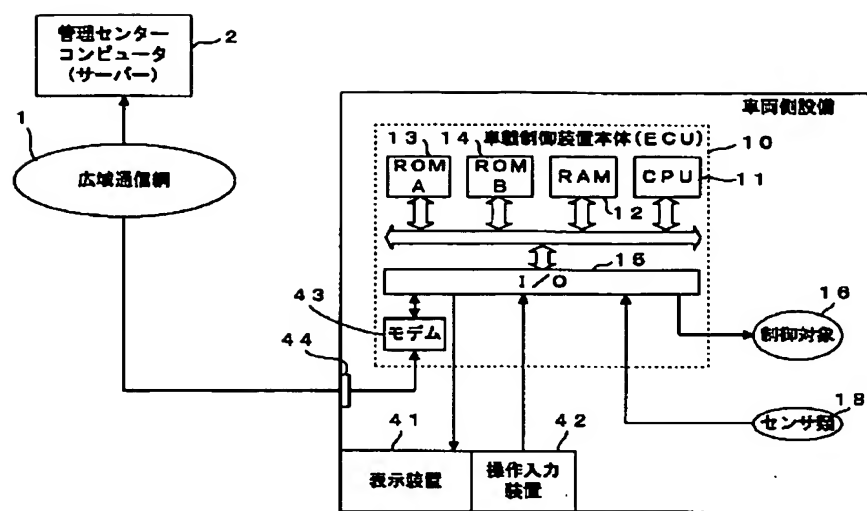 管理センター
コンピュータ
(サーバー)
2
1
広域通信網
車両側設備
車載制御装置本体(ECU)
10
13
ROM
A
14
ROM
B
RAM
12
CPU
11
15
I/O
43
モデム
44
16
制御対象
18
センサ類
41
表示装置
42
操作入力
装置